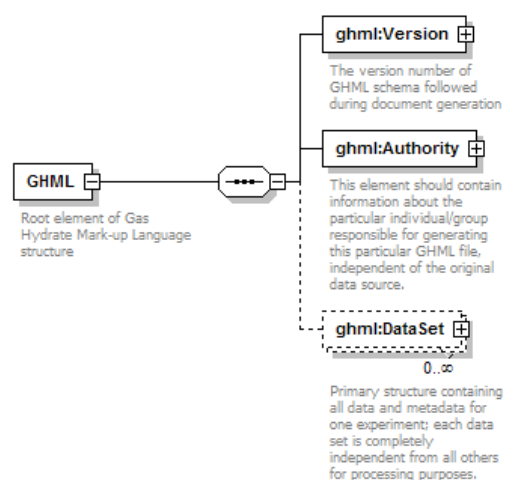 ghml:Version
The version number of
GHML schema followed
during document generation
ghml:Authority
This element should contain
information about the
particular individual/group
responsible for generating
this particular GHML file,
independent of the original
data source.
GHML
Root element of Gas
Hydrate Mark-up Language
structure
ghml:DataSet
0..∞
Primary structure containing
all data and metadata for
one experiment; each data
set is completely
independent from all others
for processing purposes.